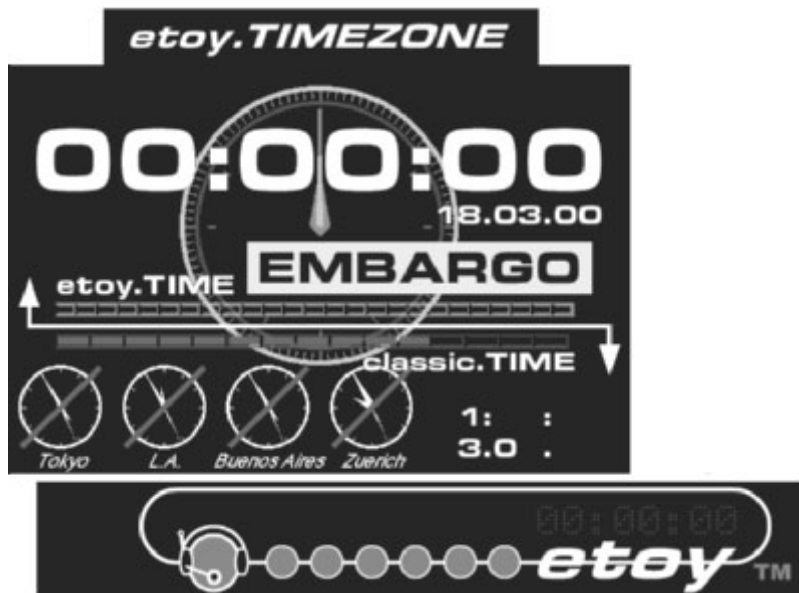 etoy.TIMEZONE
00:00:00
18.03.00
EMBARGO
etoy.TIME
classic.TIME
1: :
3.0 .
Tokyo L.A. Buenos Aires Zuerich
00:00:00
etoy TM